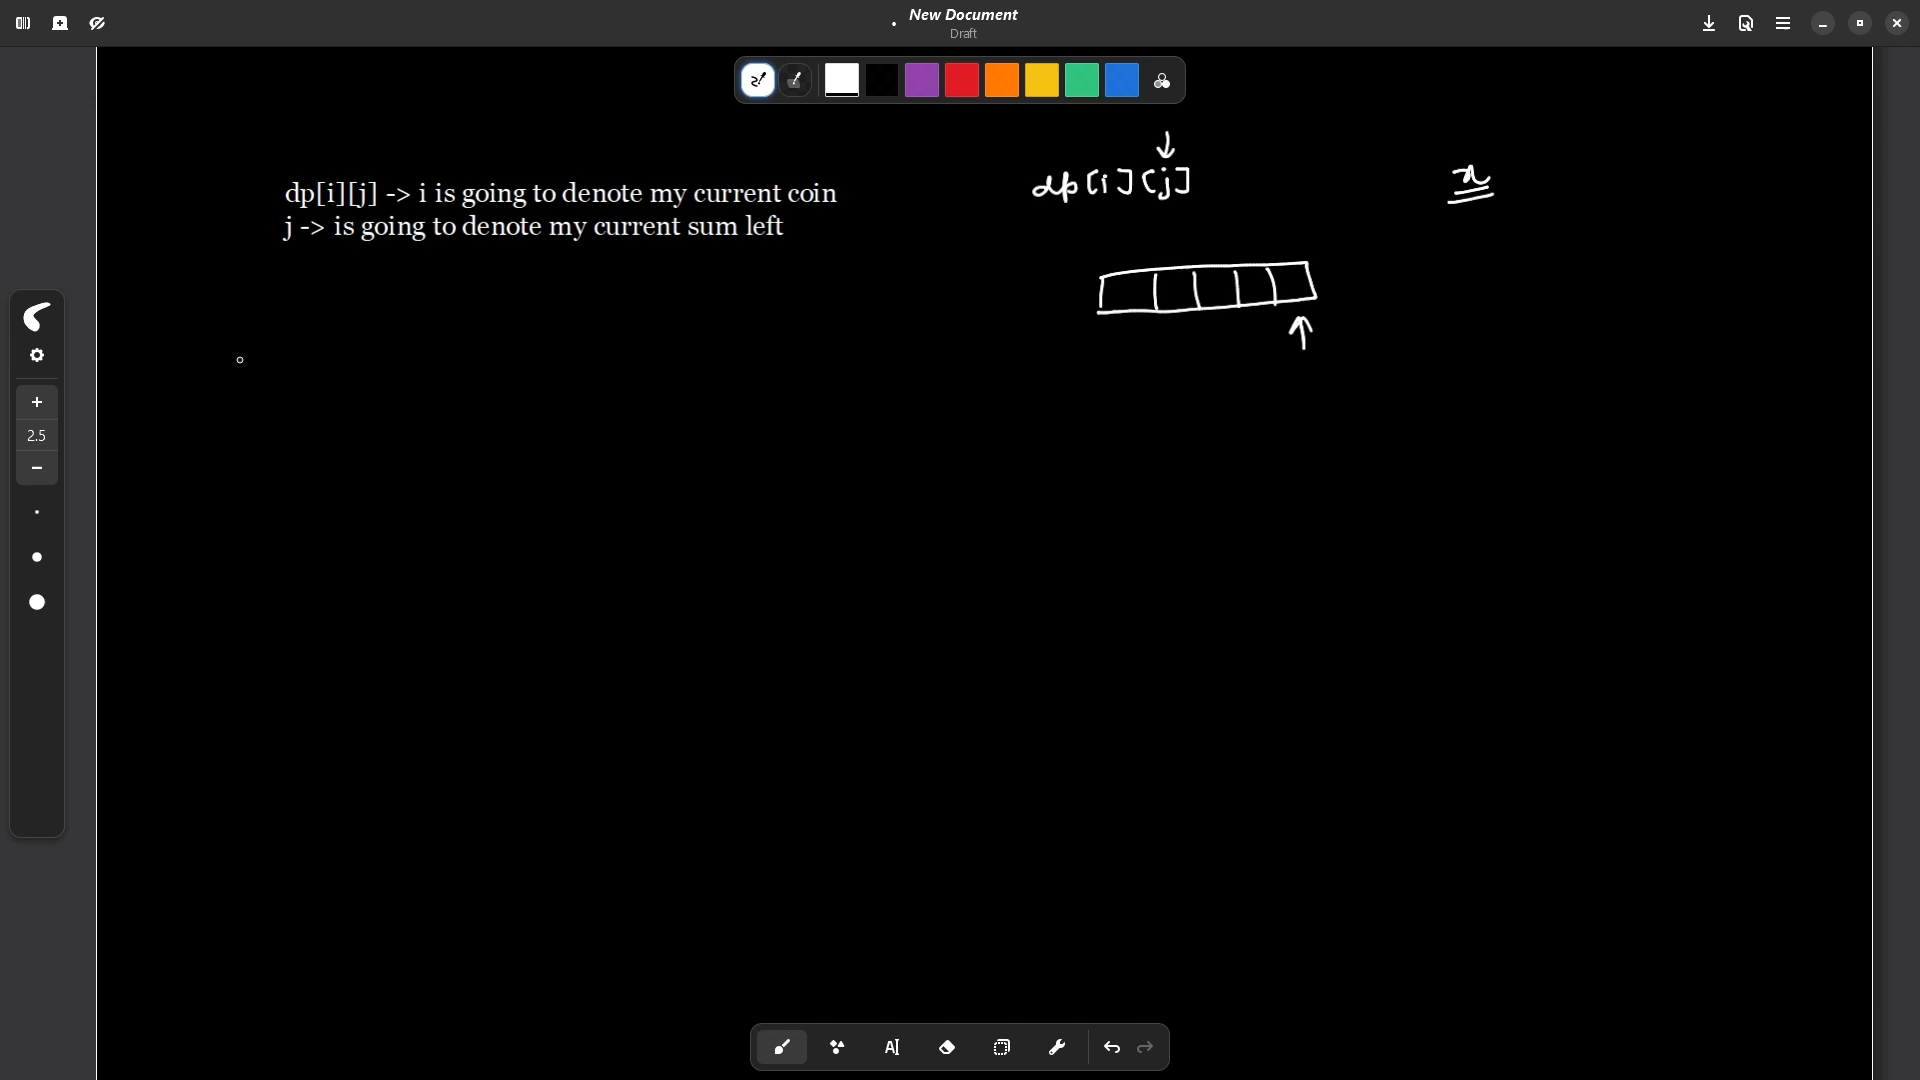 New Document
Draft
dp[i][j] -> i is going to denote my current coin
j -> is going to denote my current sum left
dp[i][j]
x
2.5